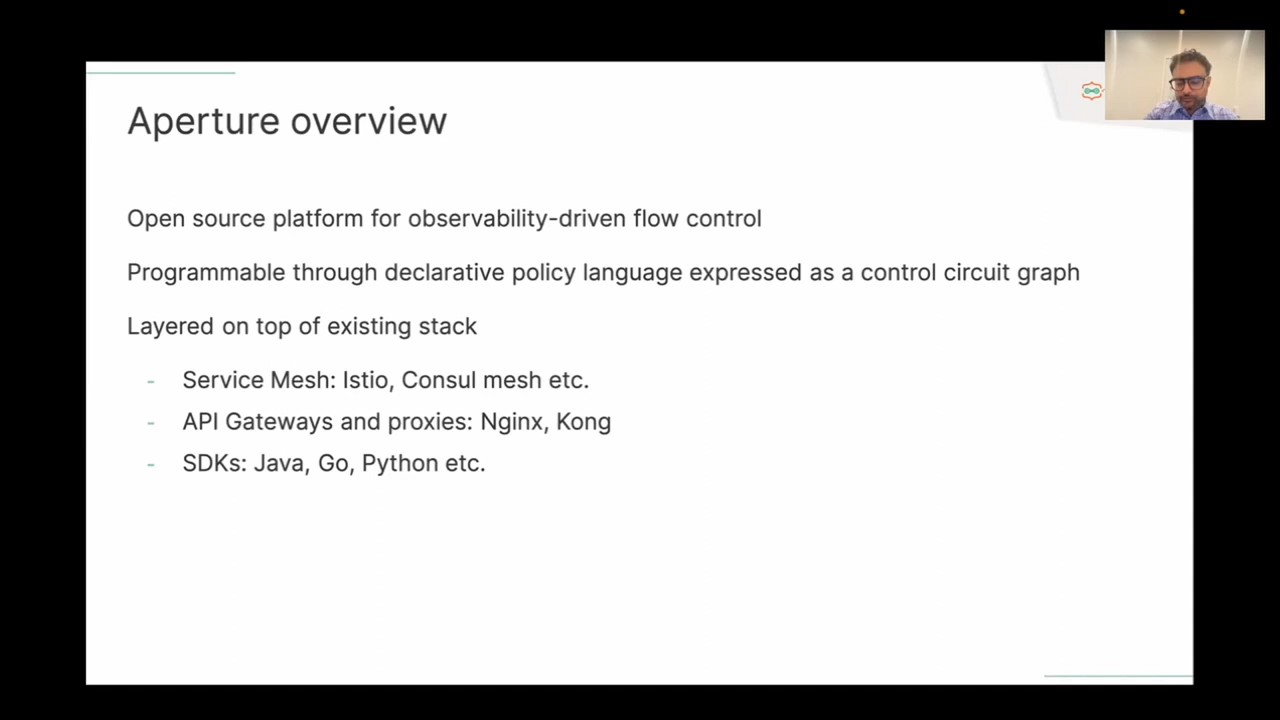 Aperture overview
Open source platform for observability-driven flow control
Programmable through declarative policy language expressed as a control circuit graph
Layered on top of existing stack
- Service Mesh: Istio, Consul mesh etc.
- API Gateways and proxies: Nginx, Kong
- SDKs: Java, Go, Python etc.